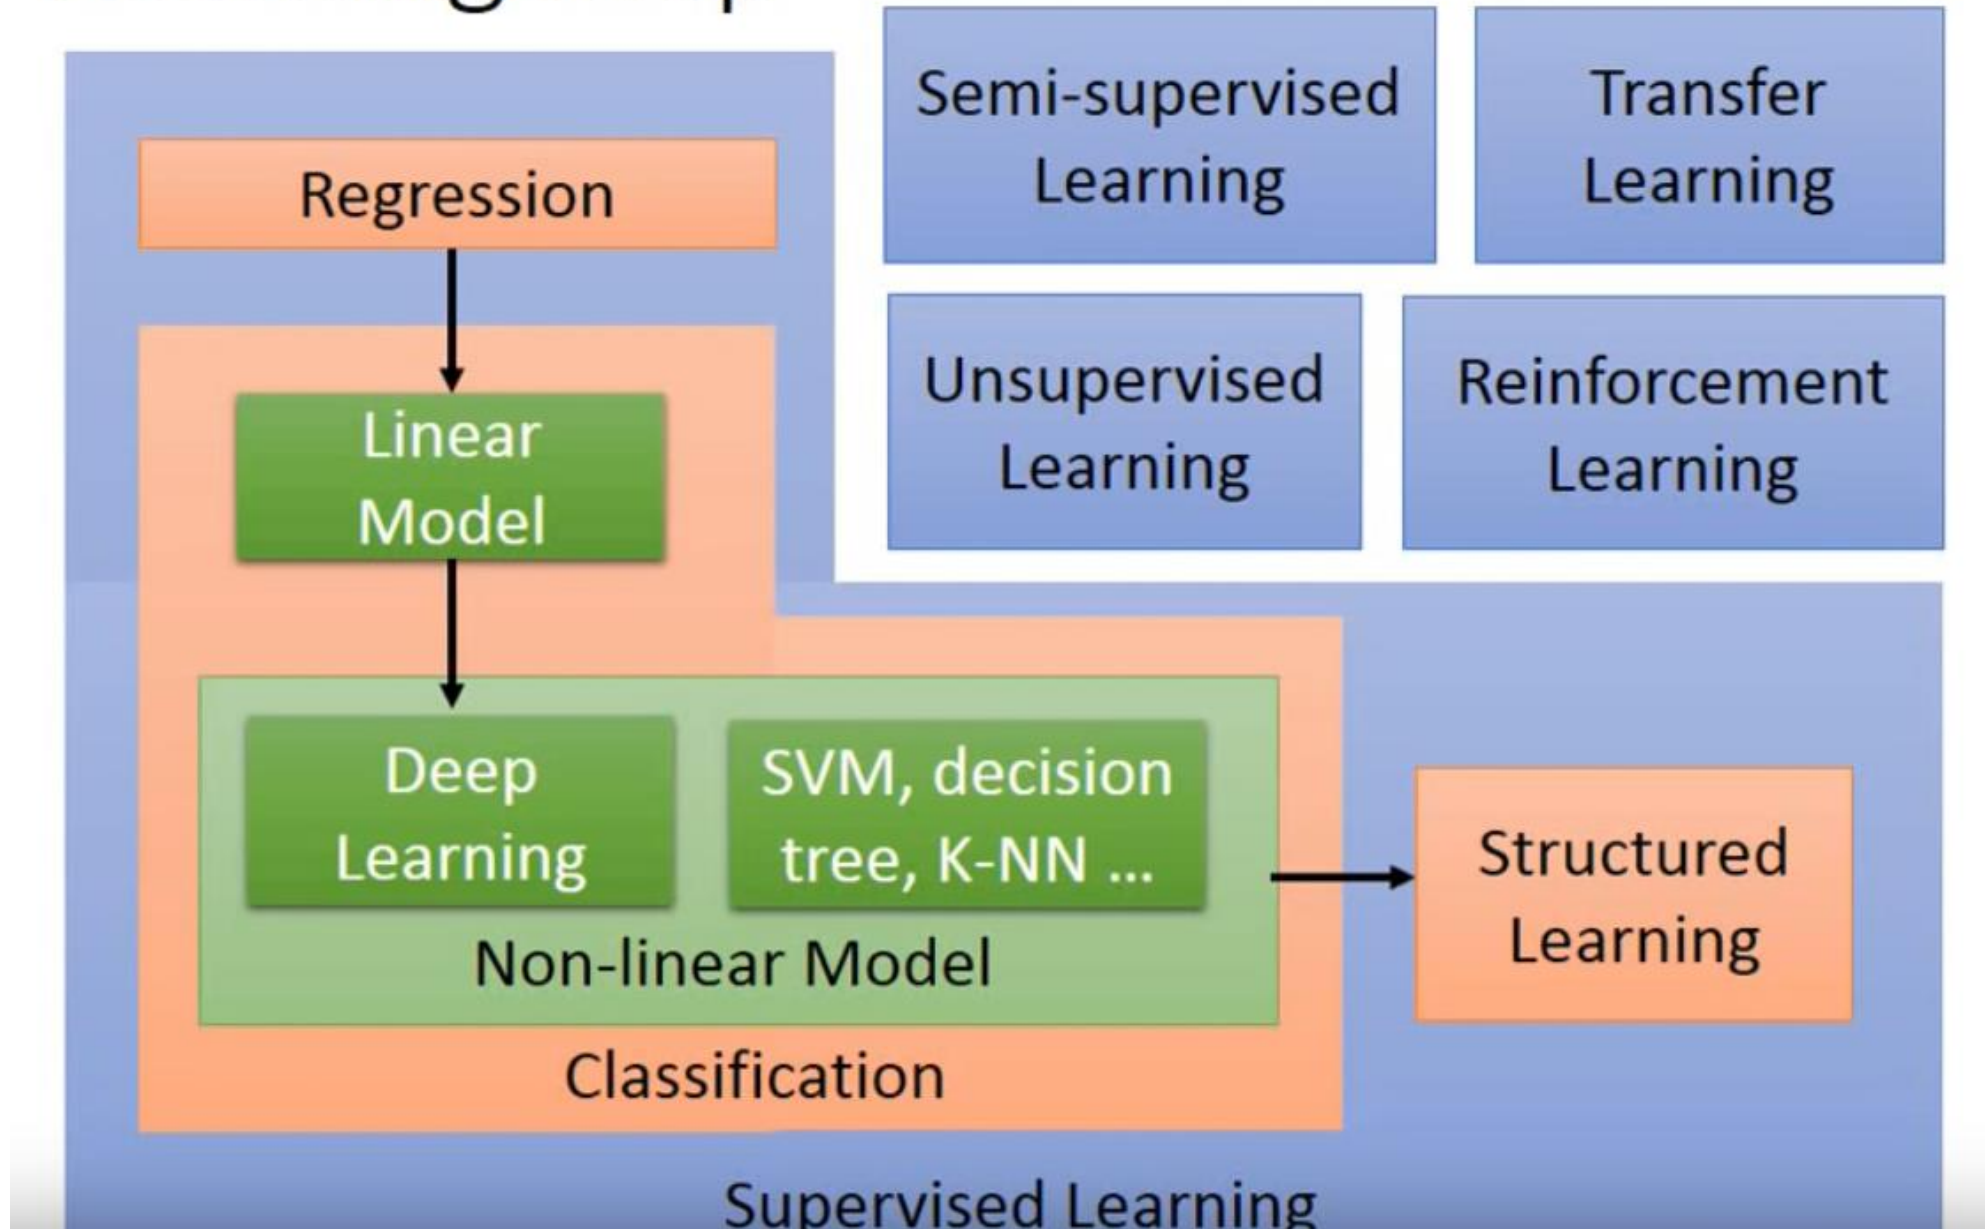 Semi-supervised
Learning
Transfer
Learning
Regression
Unsupervised
Learning
Reinforcement
Learning
Linear
Model
Deep
Learning
SVM, decision
tree, K-NN ...
Non-linear Model
Structured
Learning
Classification
Supervised Learning